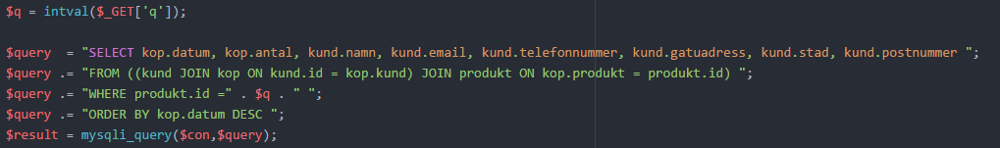 $q = intval($_GET['q']);
$query  = "SELECT kop.datum, kop.antal, kund.namn, kund.email, kund.telefonnummer, kund.gatuadress, kund.stad, kund.postnummer ";
$query .= "FROM ((kund JOIN kop ON kund.id = kop.kund) JOIN produkt ON kop.produkt = produkt.id) ";
$query .= "WHERE produkt.id =" . $q . " ";
$query .= "ORDER BY kop.datum DESC ";
$result = mysqli_query($con,$query);